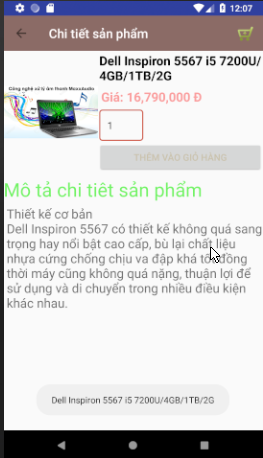 12:07
Chi tiết sản phẩm
Dell Inspiron 5567 i5 7200U/
4GB/1TB/2G
Công nghệ xử lý âm thanh MaxxAudio
Giá: 16,790,000 Đ
1
THÊM VÀO GIỎ HÀNG
Mô tả chi tiêt sản phẩm
Thiết kế cơ bản
Dell Inspiron 5567 có thiết kế không quá sang
trọng hay nổi bật cao cấp, bù lại chất liệu
nhựa cứng chống chịu va đập khá tốt đồng
thời máy cũng không quá nặng, thuận lợi để
sử dụng và di chuyển trong nhiều điều kiện
khác nhau.
Dell Inspiron 5567 i5 7200U/4GB/1TB/2G